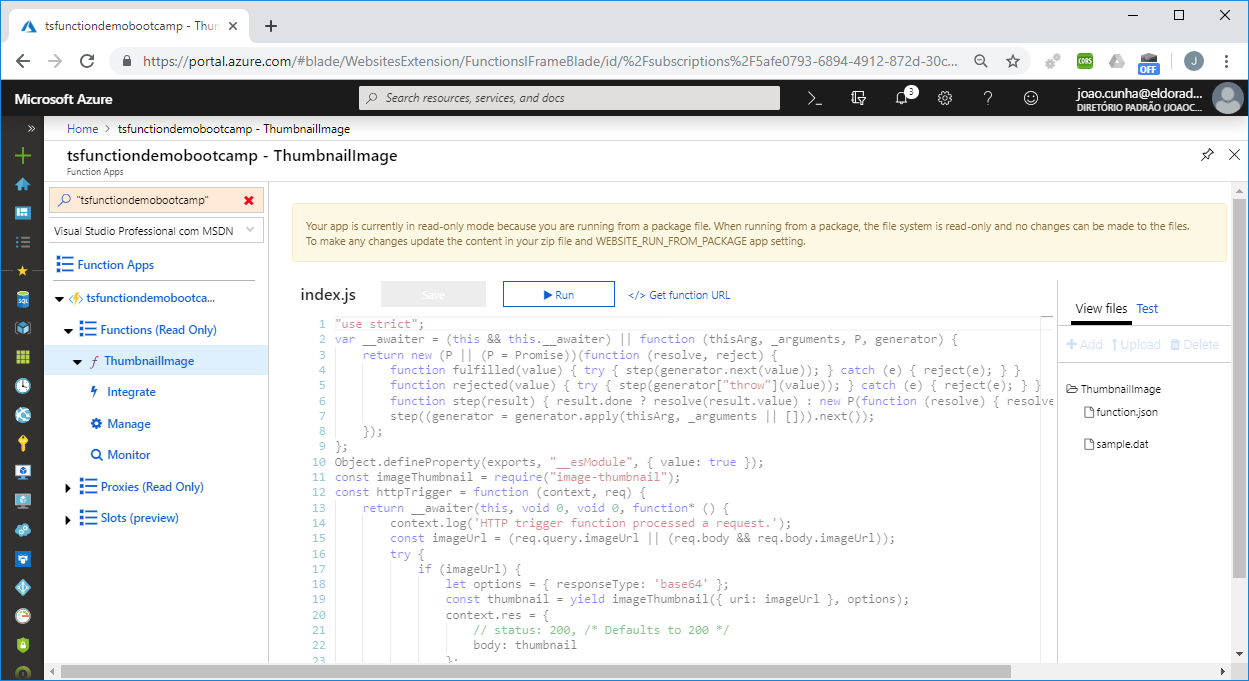 tsfunctiondemobootcamp - Thur
https://portal.azure.com/#blade/WebsitesExtension/FunctionsIFrameBlade/id/%2Fsubscriptions%2F5afe0793-6894-4912-872d-30c...
CORS
OFF
J
Microsoft Azure
Search resources, services, and docs
3
joao.cunha@eldorad...
DIRETÓRIO PADRÃO (JOAOC...
Home > tsfunctiondemobootcamp - ThumbnailImage
tsfunctiondemobootcamp - ThumbnailImage
Function Apps
"tsfunctiondemobootcamp"
Visual Studio Professional com MSDN
Function Apps
tsfunctiondemobootca...
Functions (Read Only)
ThumbnailImage
Integrate
Manage
Monitor
Proxies (Read Only)
Slots (preview)
SQL
Your app is currently in read-only mode because you are running from a package file. When running from a package, the file system is read-only and no changes can be made to the files.
To make any changes update the content in your zip file and WEBSITE_RUN_FROM_PACKAGE app setting.
index.js
Save
Run
</> Get function URL
1 "use strict";
2 var __awaiter = (this && this.__awaiter) || function (thisArg, _arguments, P, generator) {
3 return new (P || (P = Promise))(function (resolve, reject) {
4 function fulfilled(value) { try { step(generator.next(value)); } catch (e) { reject(e); } }
5 function rejected(value) { try { step(generator["throw"](value)); } catch (e) { reject(e); } }
6 function step(result) { result.done ? resolve(result.value) : new P(function (resolve) { resolve
7 step((generator = generator.apply(thisArg, _arguments || [])).next());
8 });
9 };
10 Object.defineProperty(exports, "__esModule", { value: true });
11 const imageThumbnail = require("image-thumbnail");
12 const httpTrigger = function (context, req) {
13 return __awaiter(this, void 0, void 0, function* () {
14 context.log('HTTP trigger function processed a request.');
15 const imageUrl = (req.query.imageUrl || (req.body && req.body.imageUrl));
16 try {
17 if (imageUrl) {
18 let options = { responseType: 'base64' };
19 const thumbnail = yield imageThumbnail({ uri: imageUrl }, options);
20 context.res = {
21 // status: 200, /* Defaults to 200 */
22 body: thumbnail
23 };
View files
Test
Add
Upload
Delete
ThumbnailImage
function.json
sample.dat